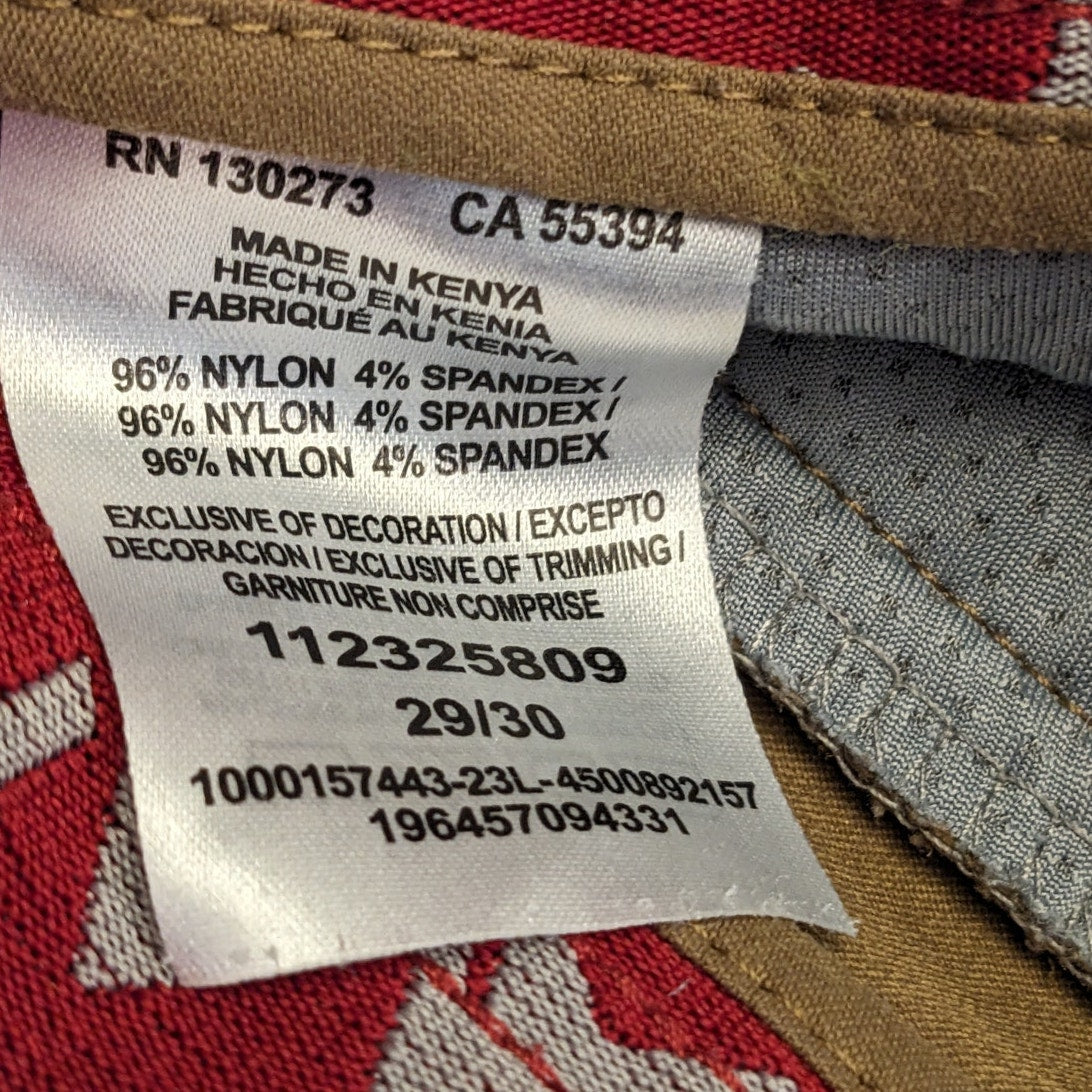 RN 130273 CA 55394
MADE IN KENYA
HECHO EN KENIA
FABRIQUÉ AU KENYA
96% NYLON 4% SPANDEX /
96% NYLON 4% SPANDEX /
96% NYLON 4% SPANDEX
EXCLUSIVE OF DECORATION / EXCEPTO
DECORACION / EXCLUSIVE OF TRIMMING /
GARNITURE NON COMPRISE
112325809
29/30
1000157443-23L-4500892157
196457094331